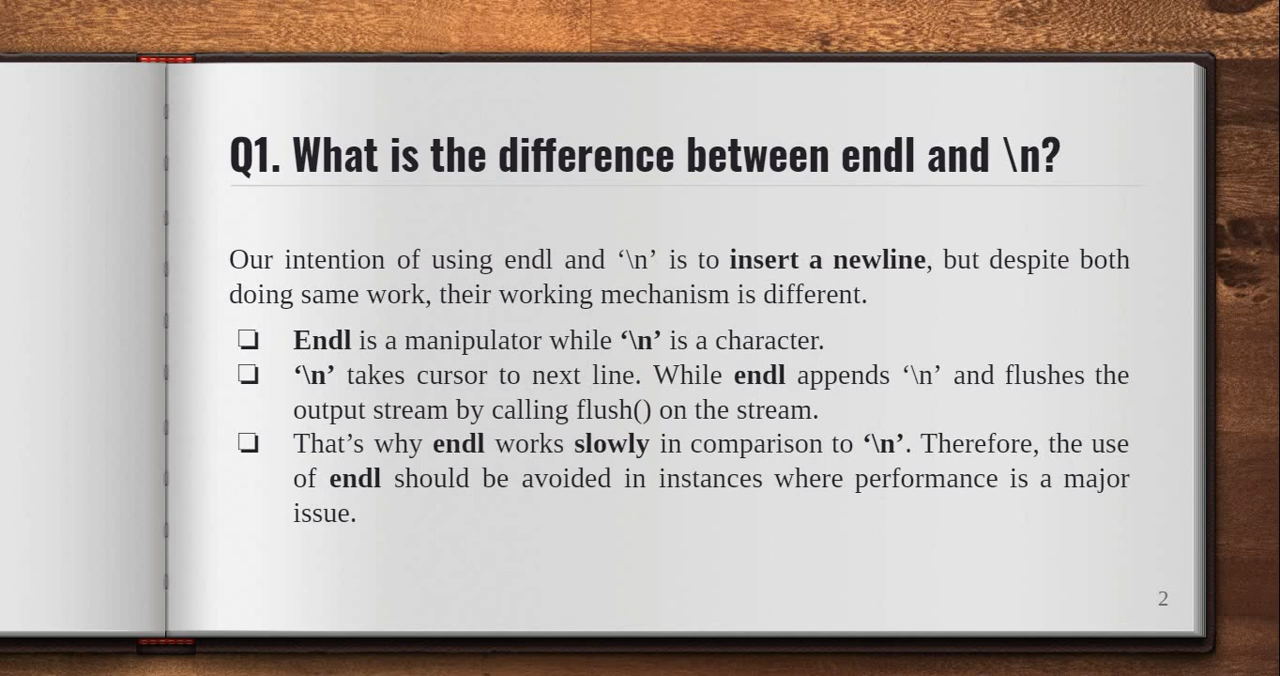 Q1. What is the difference between endl and \n?
Our intention of using endl and ‘\n’ is to insert a newline, but despite both
doing same work, their working mechanism is different.
❏ Endl is a manipulator while ‘\n’ is a character.
❏ ‘\n’ takes cursor to next line. While endl appends ‘\n’ and flushes the
output stream by calling flush() on the stream.
❏ That’s why endl works slowly in comparison to ‘\n’. Therefore, the use
of endl should be avoided in instances where performance is a major
issue.
2